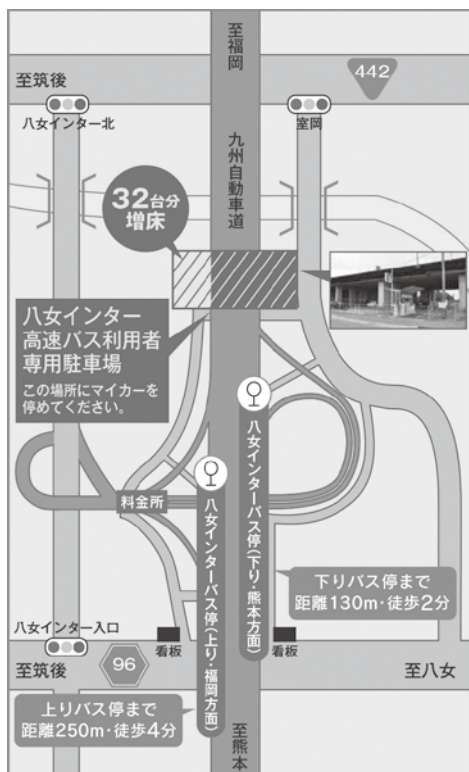 至福岡
442
至筑後
八女インター北
室岡
九州自動車道
32台分
増床
八女インター
高速バス利用者
専用駐車場
この場所にマイカーを
停めてください。
八女インターバス停(下り・熊本方面)
八女インターバス停(上り・福岡方面)
料金所
下りバス停まで
距離130m・徒歩2分
八女インター入口
看板
看板
至筑後
96
至八女
上りバス停まで
距離250m・徒歩4分
至熊本